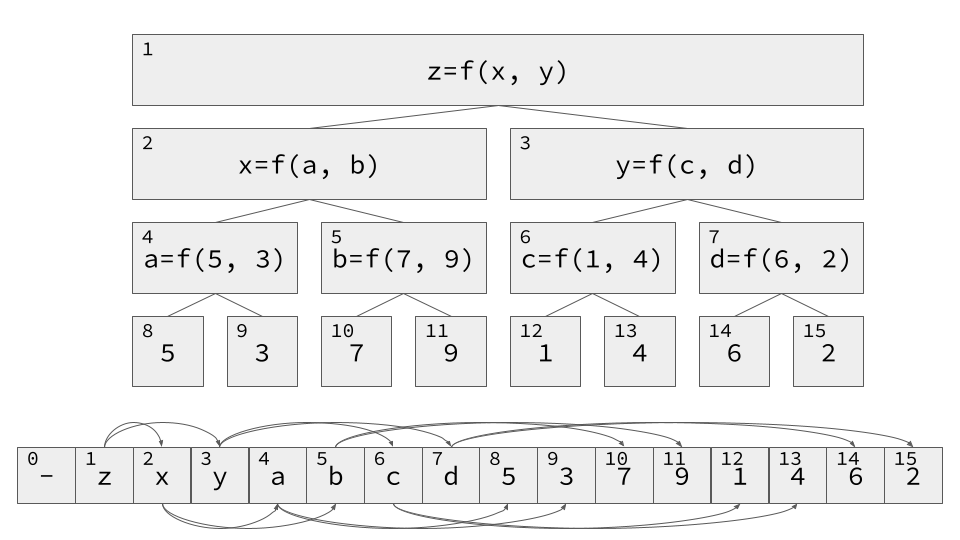 1
z=f(x, y)
2
x=f(a, b)
3
y=f(c, d)
4
a=f(5, 3)
5
b=f(7, 9)
6
c=f(1, 4)
7
d=f(6, 2)
8
5
9
3
10
7
11
9
12
1
13
4
14
6
15
2
0 1 2 3 4 5 6 7 8 9 10 11 12 13 14 15
– z x y a b c d 5 3 7 9 1 4 6 2